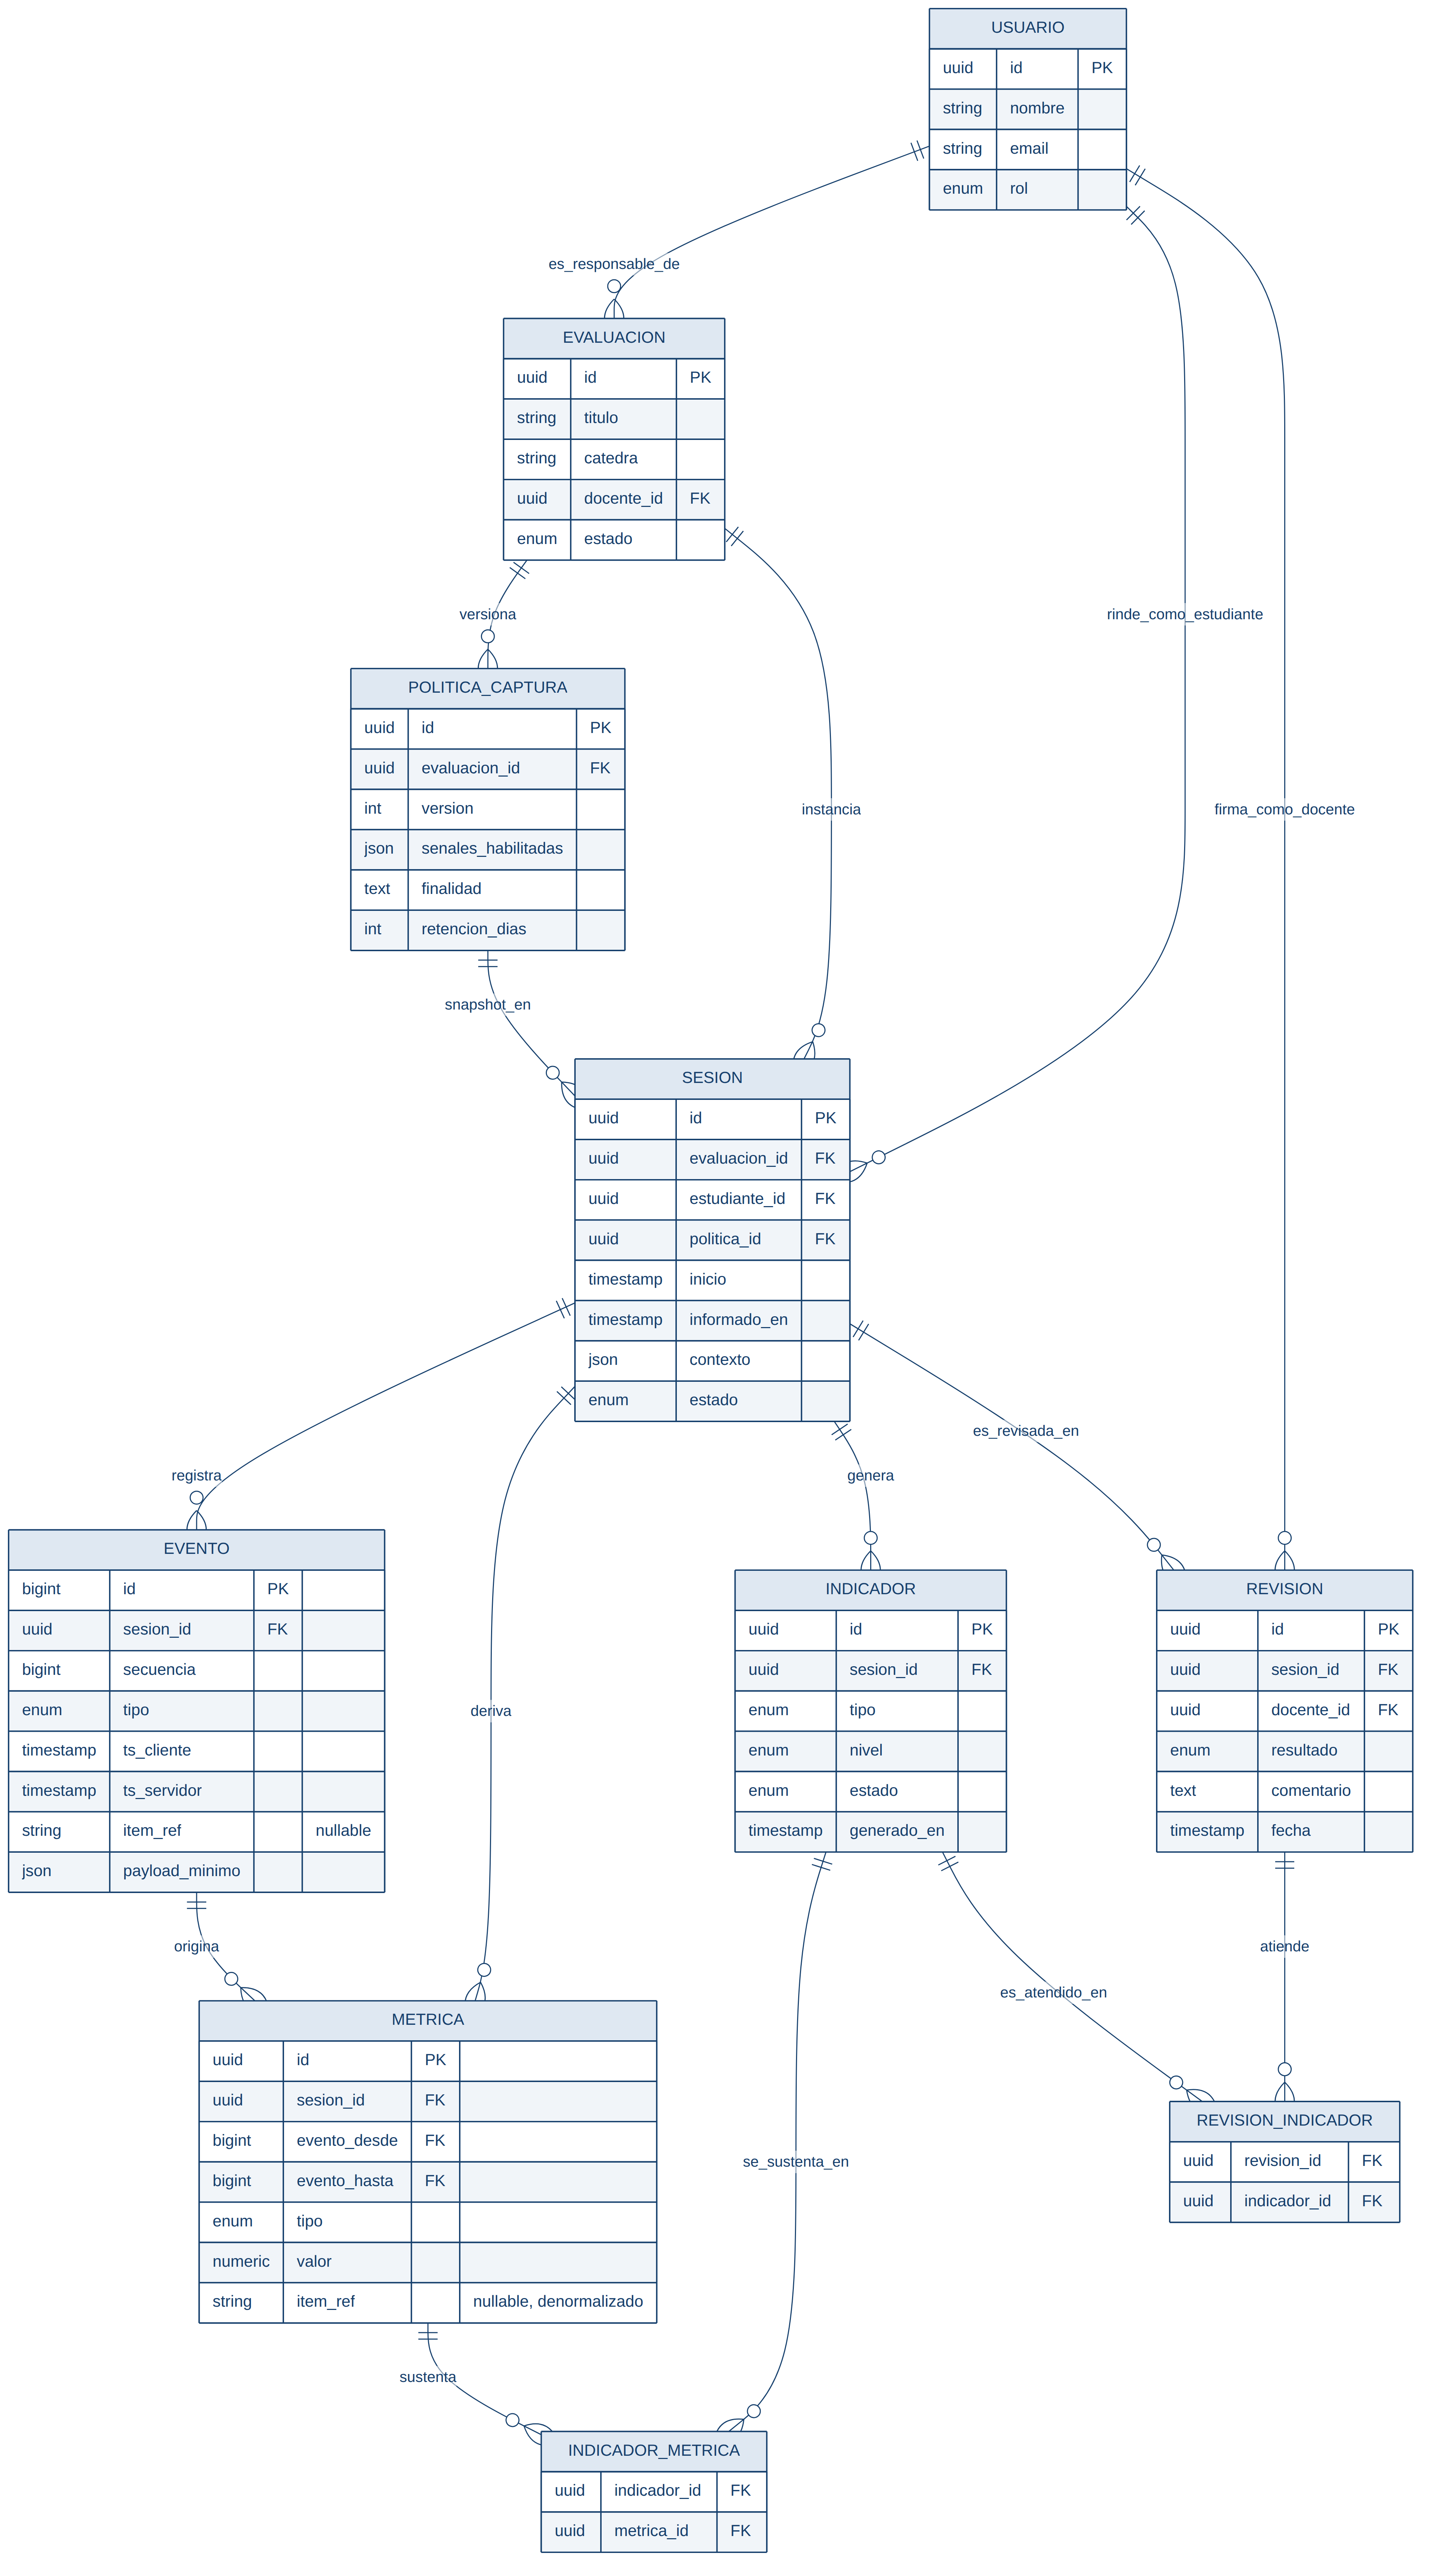 USUARIO
uuid id PK
string nombre
string email
enum rol
es_responsable_de
EVALUACION
uuid id PK
string titulo
string catedra
uuid docente_id FK
enum estado
versiona
rinde_como_estudiante
POLITICA_CAPTURA
uuid id PK
uuid evaluacion_id FK
int version
json senales_habilitadas
text finalidad
int retencion_dias
instancia
firma_como_docente
snapshot_en
SESION
uuid id PK
uuid evaluacion_id FK
uuid estudiante_id FK
uuid politica_id FK
timestamp inicio
timestamp informado_en
json contexto
enum estado
es_revisada_en
registra
genera
EVENTO
bigint id PK
uuid sesion_id FK
bigint secuencia
enum tipo
timestamp ts_cliente
timestamp ts_servidor
string item_ref nullable
json payload_minimo
deriva
INDICADOR
uuid id PK
uuid sesion_id FK
enum tipo
enum nivel
enum estado
timestamp generado_en
REVISION
uuid id PK
uuid sesion_id FK
uuid docente_id FK
enum resultado
text comentario
timestamp fecha
origina
atiende
es_atendido_en
METRICA
uuid id PK
uuid sesion_id FK
bigint evento_desde FK
bigint evento_hasta FK
enum tipo
numeric valor
string item_ref nullable, denormalizado
se_sustenta_en
REVISION_INDICADOR
uuid revision_id FK
uuid indicador_id FK
sustenta
INDICADOR_METRICA
uuid indicador_id FK
uuid metrica_id FK